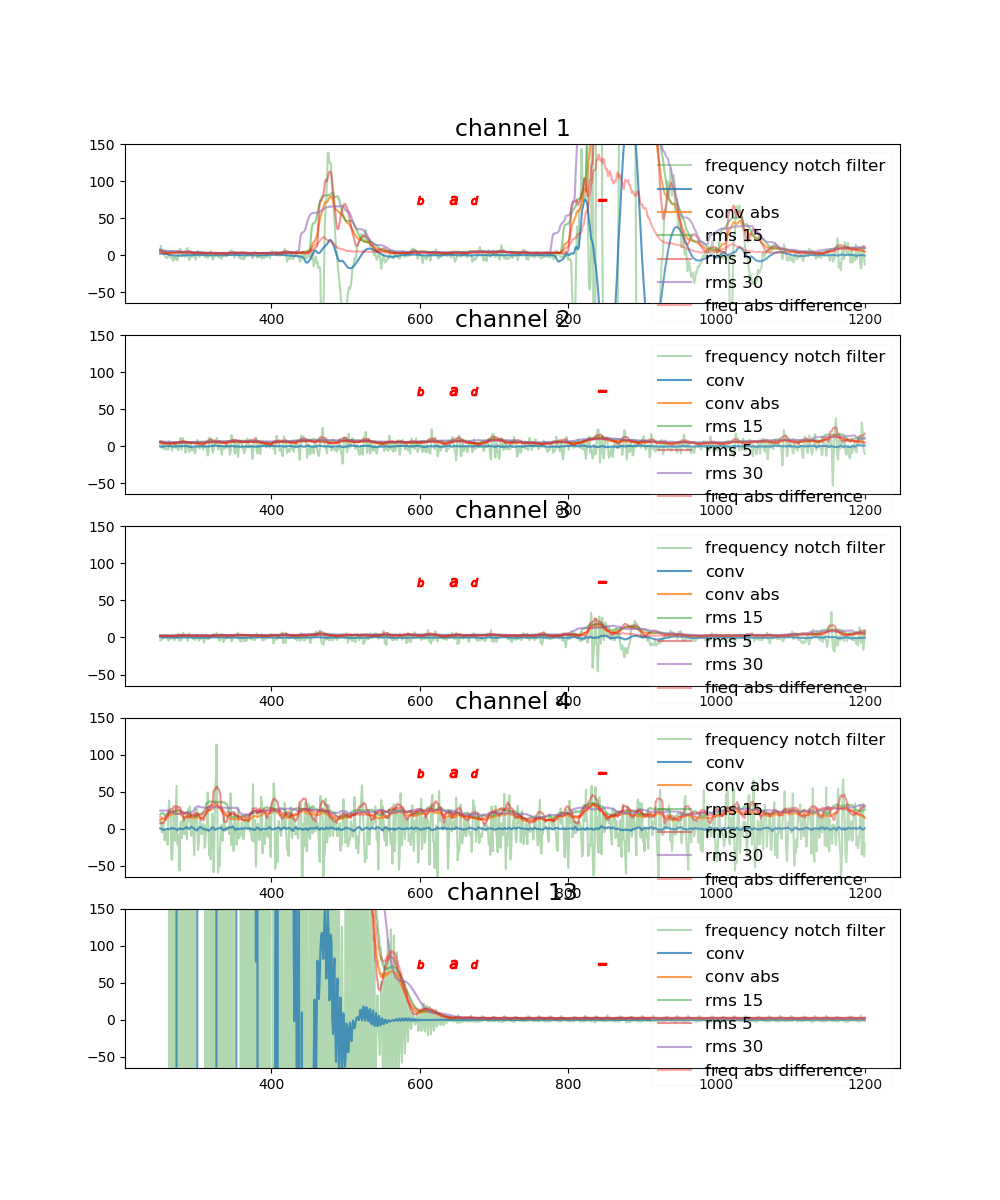 channel 1
150
100
50
0
−50
b a d -
frequency notch filter
conv
conv abs
rms 15
rms 5
rms 30
freq abs difference
400 600 800 1000 1200
channel 2
150
100
50
0
−50
b a d -
frequency notch filter
conv
conv abs
rms 15
rms 5
rms 30
freq abs difference
400 600 800 1000 1200
channel 3
150
100
50
0
−50
b a d -
frequency notch filter
conv
conv abs
rms 15
rms 5
rms 30
freq abs difference
400 600 800 1000 1200
channel 4
150
100
50
0
−50
b a d -
frequency notch filter
conv
conv abs
rms 15
rms 5
rms 30
freq abs difference
400 600 800 1000 1200
channel 13
150
100
50
0
−50
b a d -
frequency notch filter
conv
conv abs
rms 15
rms 5
rms 30
freq abs difference
400 600 800 1000 1200